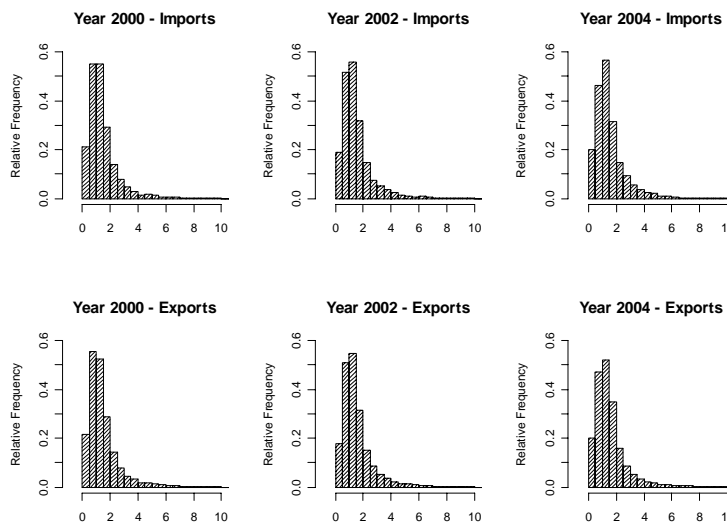 Year 2000 - Imports
Relative Frequency
0.0 0.2 0.4 0.6
0 2 4 6 8 10
Year 2002 - Imports
Relative Frequency
0.0 0.2 0.4 0.6
0 2 4 6 8 10
Year 2004 - Imports
Relative Frequency
0.0 0.2 0.4 0.6
0 2 4 6 8 1
Year 2000 - Exports
Relative Frequency
0.0 0.2 0.4 0.6
0 2 4 6 8 10
Year 2002 - Exports
Relative Frequency
0.0 0.2 0.4 0.6
0 2 4 6 8 10
Year 2004 - Exports
Relative Frequency
0.0 0.2 0.4 0.6
0 2 4 6 8 1